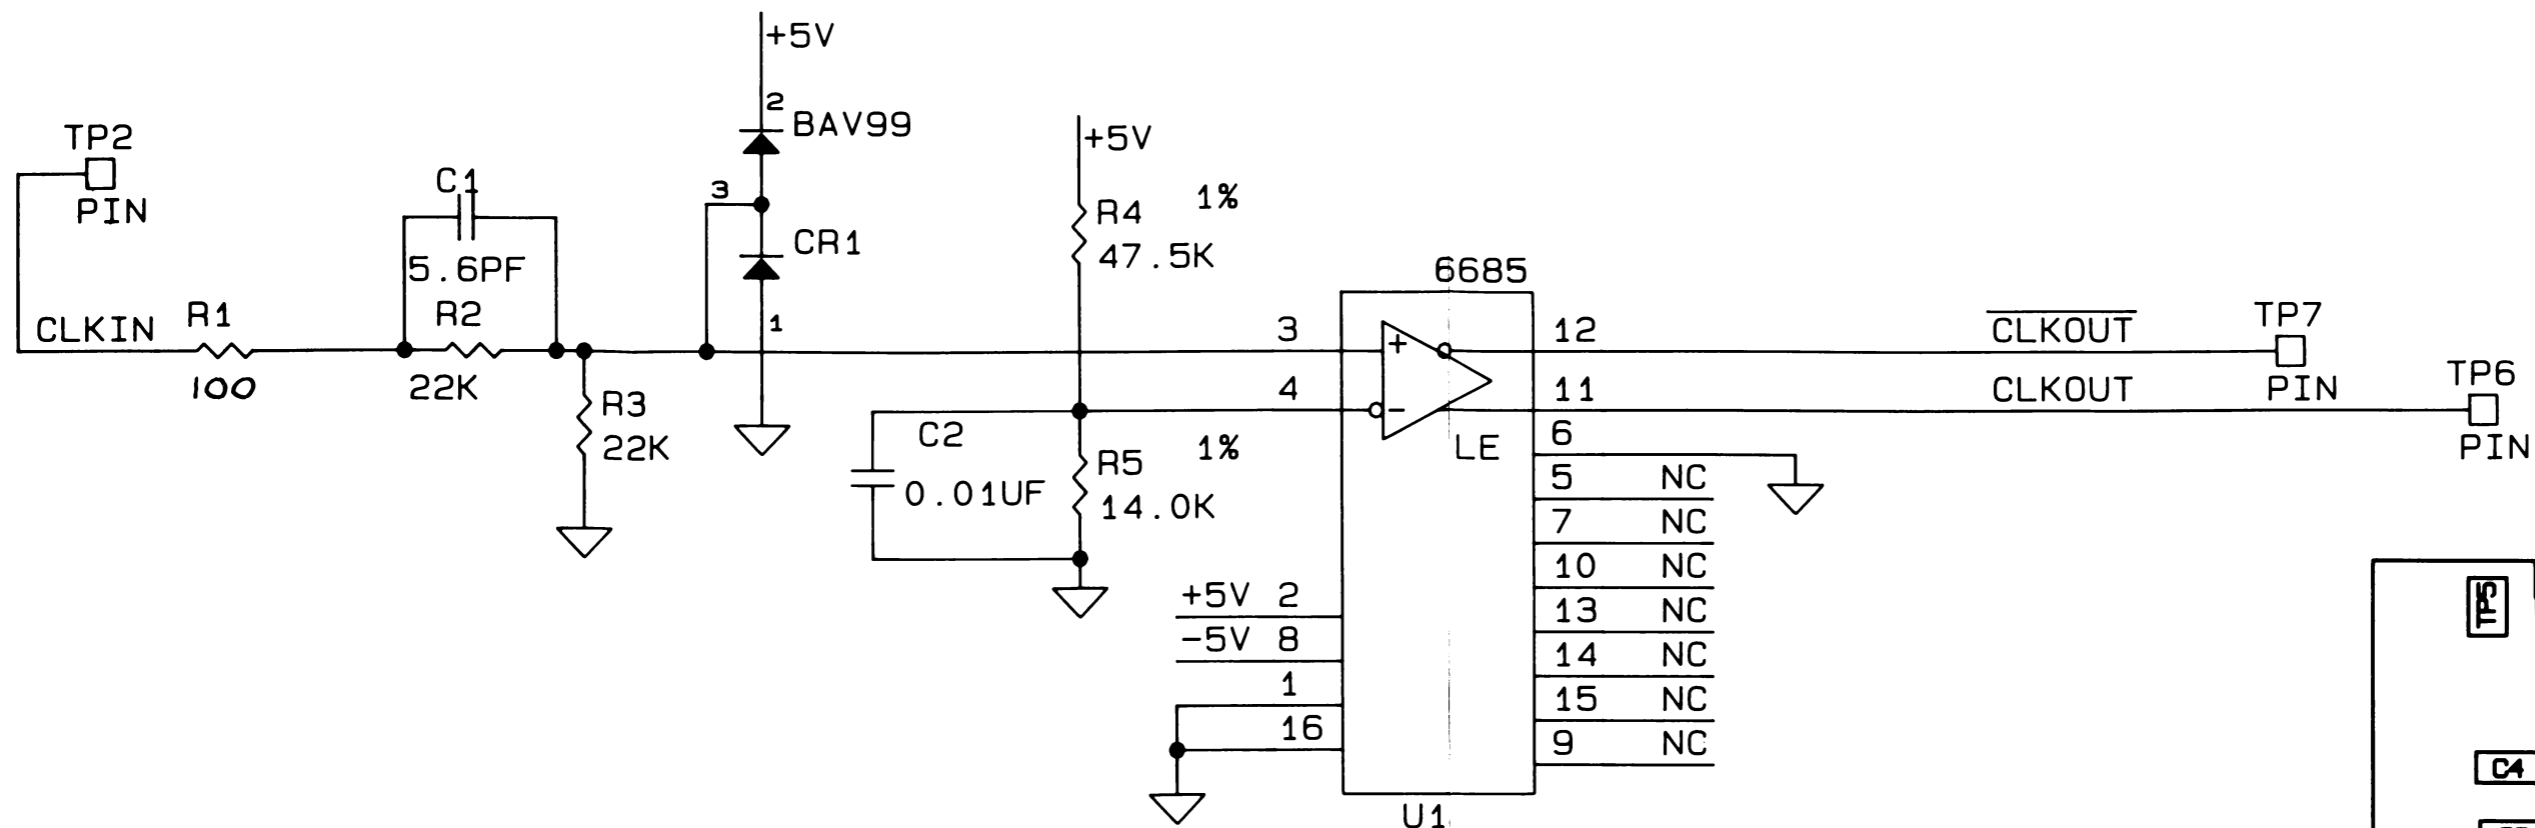 +5V
2
BAV99
3
CR1
1
TP2
PIN
C1
5.6PF
CLKIN
R1
100
R2
22K
R3
22K
+5V
R4
1%
47.5K
C2
0.01UF
R5
1%
14.0K
6685
3
4
+
-
LE
+5V 2
-5V 8
1
16
12
11
6
5 NC
7 NC
10 NC
13 NC
14 NC
15 NC
9 NC
U1
CLKOUT
CLKOUT
TP7
PIN
TP6
PIN
TP5
C4